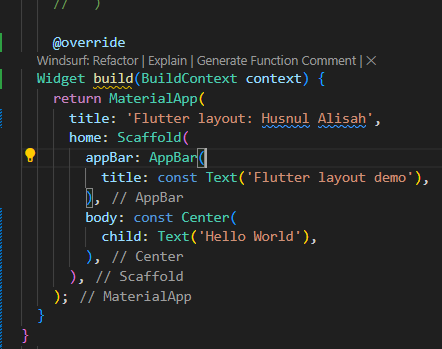 //   )
@override
Windsurf: Refactor | Explain | Generate Function Comment | ×
Widget build(BuildContext context) {
return MaterialApp(
title: 'Flutter layout: Husnul Alisah',
home: Scaffold(
appBar: AppBar(
title: const Text('Flutter layout demo'),
), // AppBar
body: const Center(
child: Text('Hello World'),
), // Center
), // Scaffold
); // MaterialApp
}
}